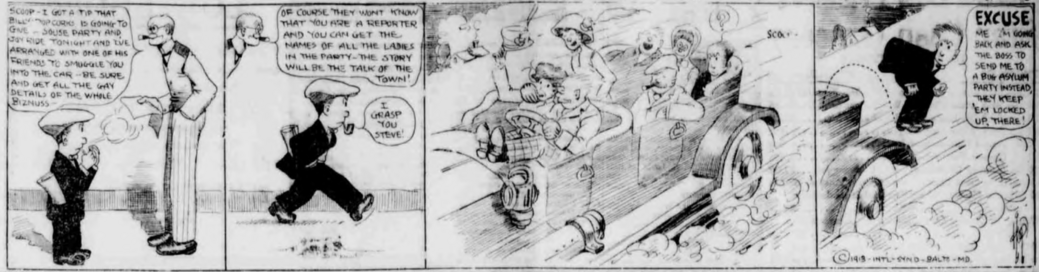 SCOOP - I GOT A TIP THAT
BILLY POPCORKS IS GOING TO
GIVE A SOUSE PARTY AND
JOY RIDE TONIGHT AND I'VE
ARRANGED WITH ONE OF HIS
FRIENDS TO SMUGGLE YOU
INTO THE CAR - BE SURE
AND GET ALL THE GAY
DETAILS OF THE WHOLE
BIZNUSS -
OF COURSE THEY WONT KNOW
THAT YOU ARE A REPORTER
AND YOU CAN GET THE
NAMES OF ALL THE LADIES
IN THE PARTY - THE STORY
WILL BE THE TALK OF THE
TOWN!
I
GRASP
YOU
STEVE!
SCOOP
EXCUSE
ME I'M GOING
BACK AND ASK
THE BOSS TO
SEND ME TO
A BUG ASYLUM
PARTY INSTEAD,
THEY KEEP
'EM LOCKED
UP, THERE!
© 1913 - INTL - SYND - BALTO - MD.